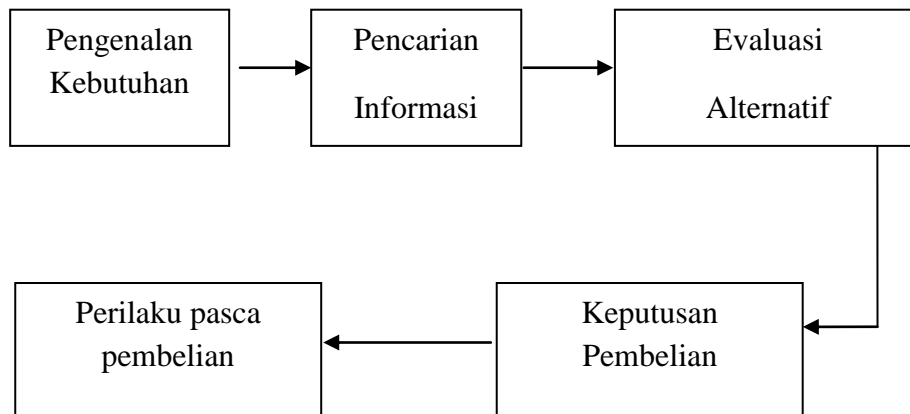 Pengenalan
Kebutuhan
Pencarian
Informasi
Evaluasi
Alternatif
Perilaku pasca
pembelian
Keputusan
Pembelian